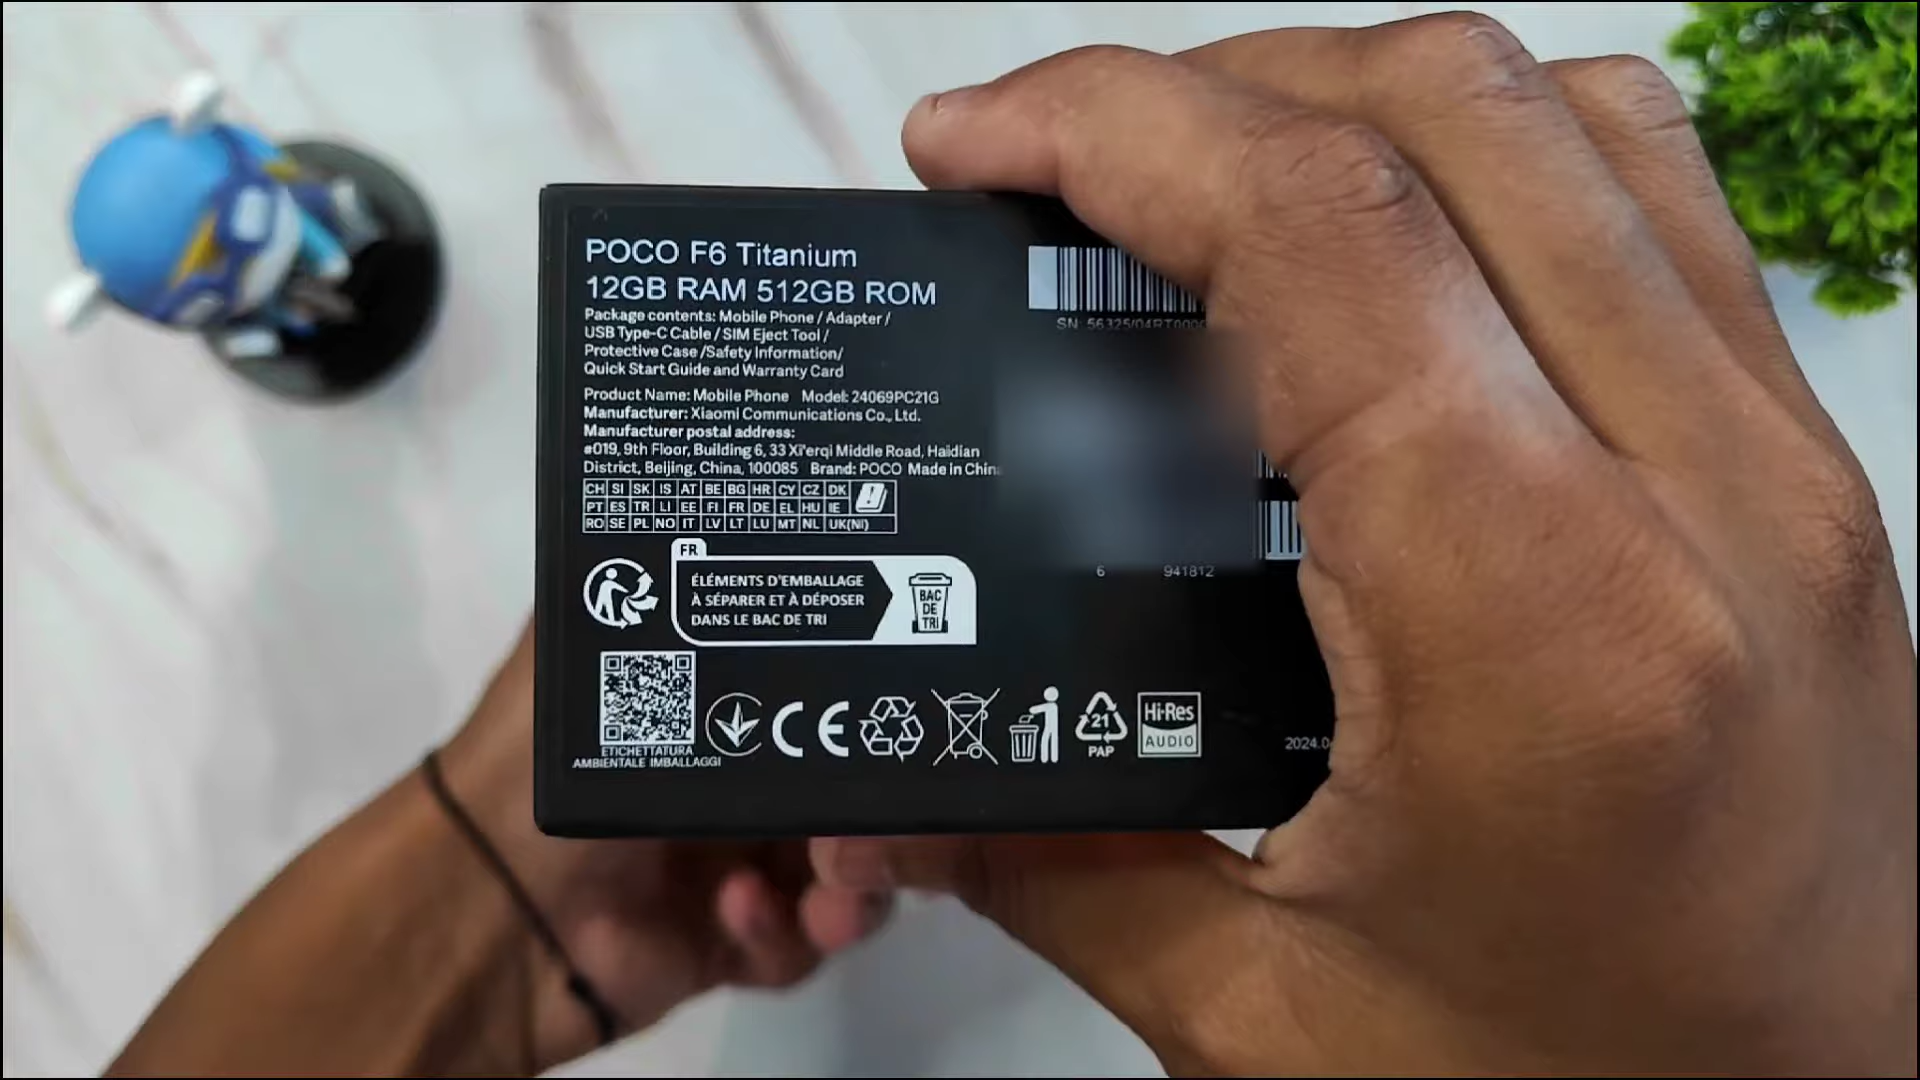 POCO F6 Titanium
12GB RAM 512GB ROM
Package contents: Mobile Phone / Adapter /
USB Type-C Cable / SIM Eject Tool /
Protective Case /Safety Information/
Quick Start Guide and Warranty Card
Product Name: Mobile Phone Model: 24069PC21G
Manufacturer: Xiaomi Communications Co., Ltd.
Manufacturer postal address:
#019, 9th Floor, Building 6, 33 Xi'erqi Middle Road, Haidian
District, Beijing, China, 100085 Brand: POCO Made in Chin
CH SI SK IS AT BE BG HR CY CZ DK
PT ES TR LI EE FI FR DE EL HU IE
RO SE PL NO IT LV LT LU MT NL UK(NI)
FR
ÉLÉMENTS D'EMBALLAGE
À SÉPARER ET À DÉPOSER
DANS LE BAC DE TRI
BAC
DE
TRI
ETICHETTATURA
AMBIENTALE IMBALLAGGI
CE
21
PAP
Hi-Res
AUDIO
SN:
6 941812
2024.0